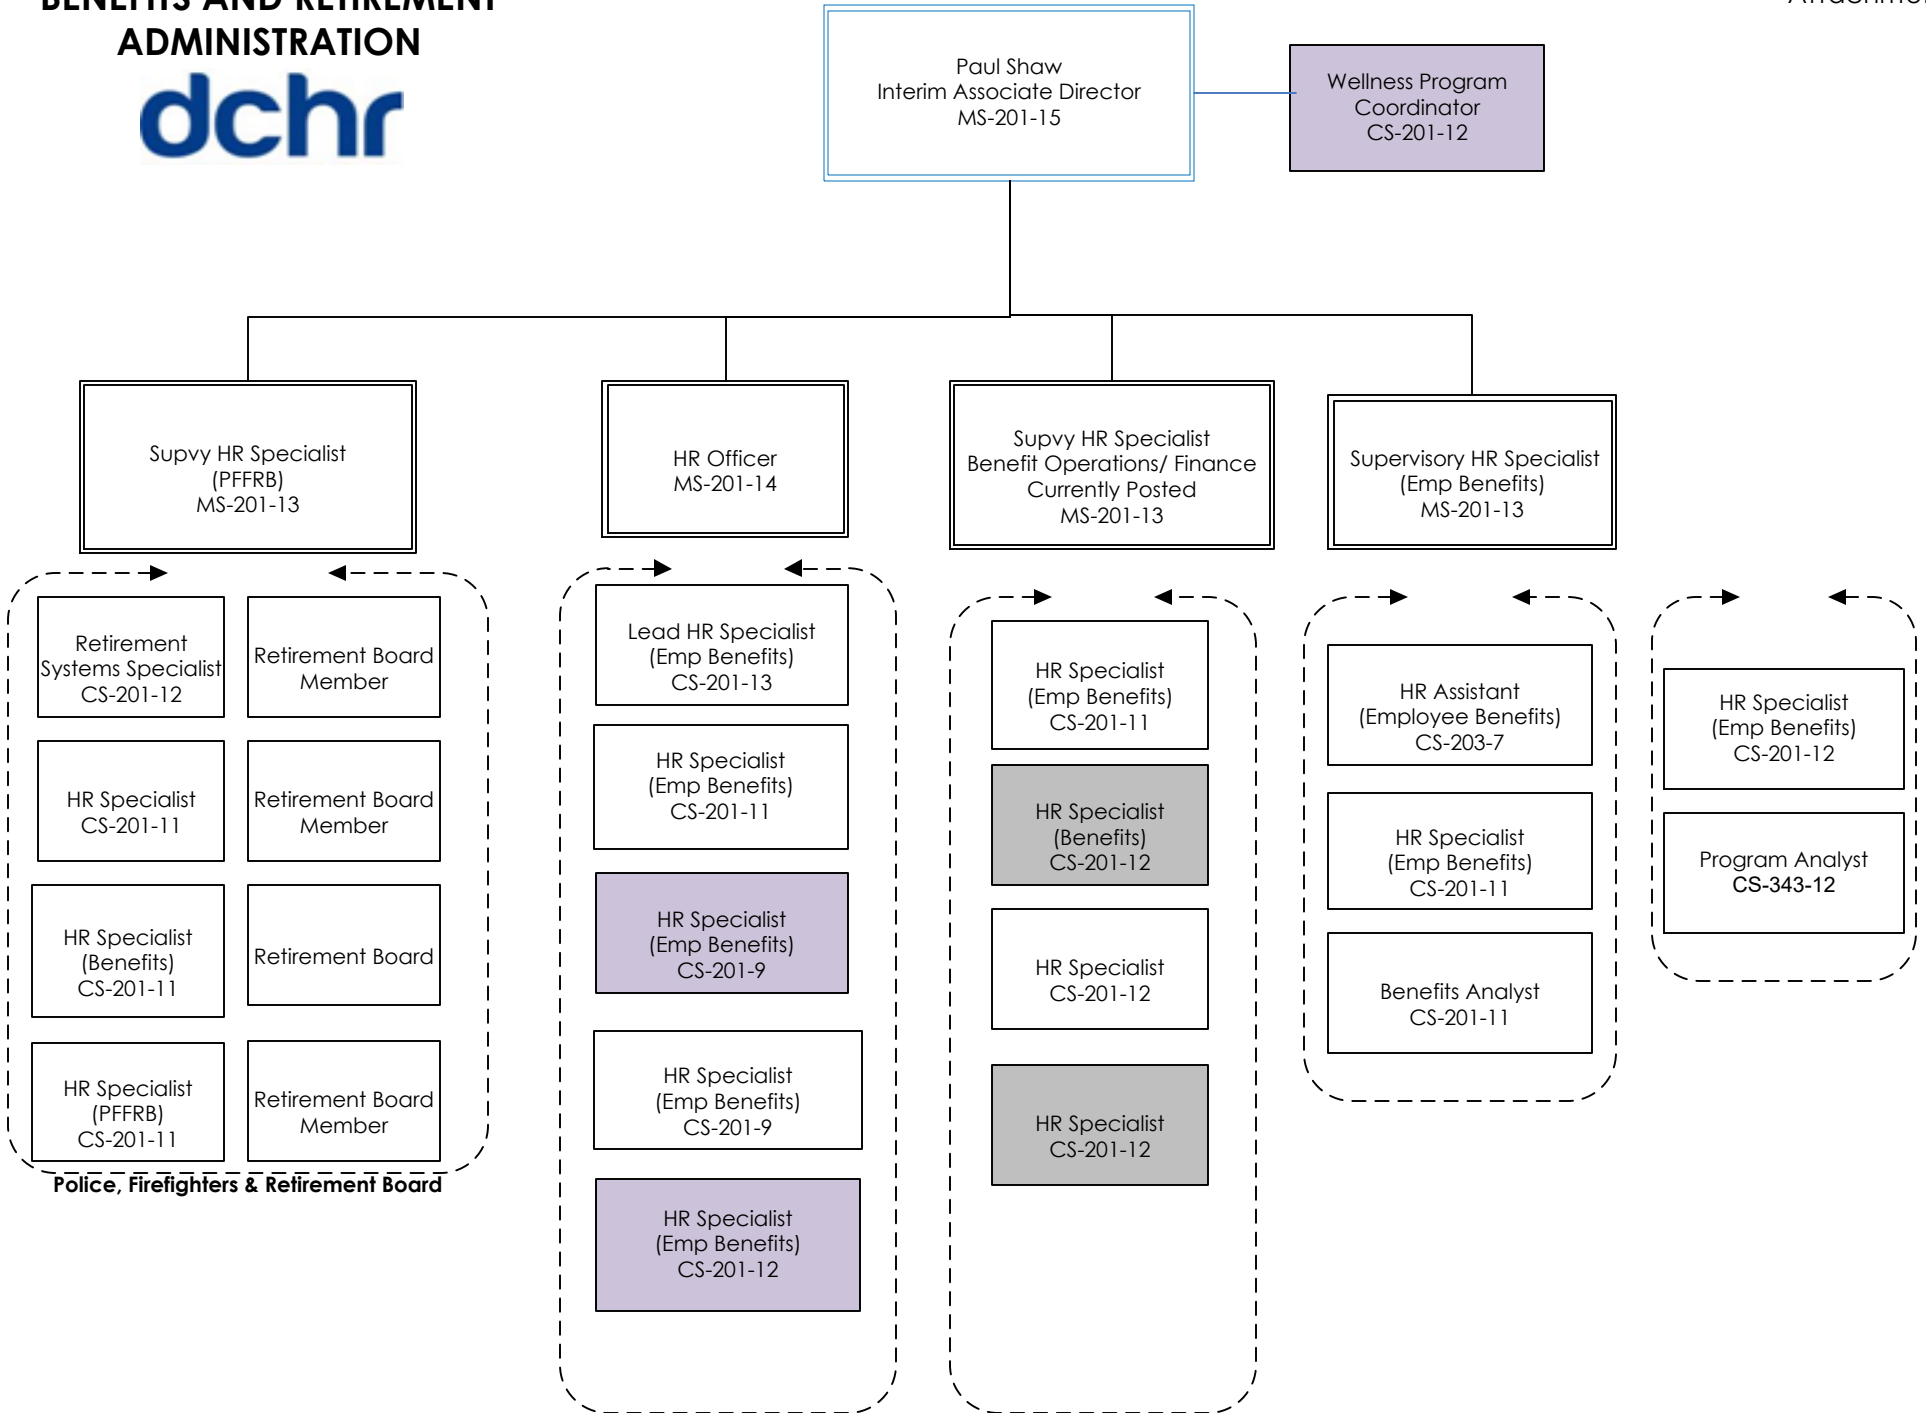 BENEFITS AND RETIREMENT
ADMINISTRATION
dchr
Paul Shaw
Interim Associate Director
MS-201-15
Wellness Program
Coordinator
CS-201-12
Supvy HR Specialist
(PFFRB)
MS-201-13
HR Officer
MS-201-14
Supvy HR Specialist
Benefit Operations/ Finance
Currently Posted
MS-201-13
Supervisory HR Specialist
(Emp Benefits)
MS-201-13
Retirement
Systems Specialist
CS-201-12
Retirement Board
Member
HR Specialist
CS-201-11
Retirement Board
Member
HR Specialist
(Benefits)
CS-201-11
Retirement Board
HR Specialist
(PFFRB)
CS-201-11
Retirement Board
Member
Police, Firefighters & Retirement Board
Lead HR Specialist
(Emp Benefits)
CS-201-13
HR Specialist
(Emp Benefits)
CS-201-11
HR Specialist
(Emp Benefits)
CS-201-9
HR Specialist
(Emp Benefits)
CS-201-9
HR Specialist
(Emp Benefits)
CS-201-12
HR Specialist
(Emp Benefits)
CS-201-11
HR Specialist
(Benefits)
CS-201-12
HR Specialist
CS-201-12
HR Specialist
CS-201-12
HR Assistant
(Employee Benefits)
CS-203-7
HR Specialist
(Emp Benefits)
CS-201-11
Benefits Analyst
CS-201-11
HR Specialist
(Emp Benefits)
CS-201-12
Program Analyst
CS-343-12